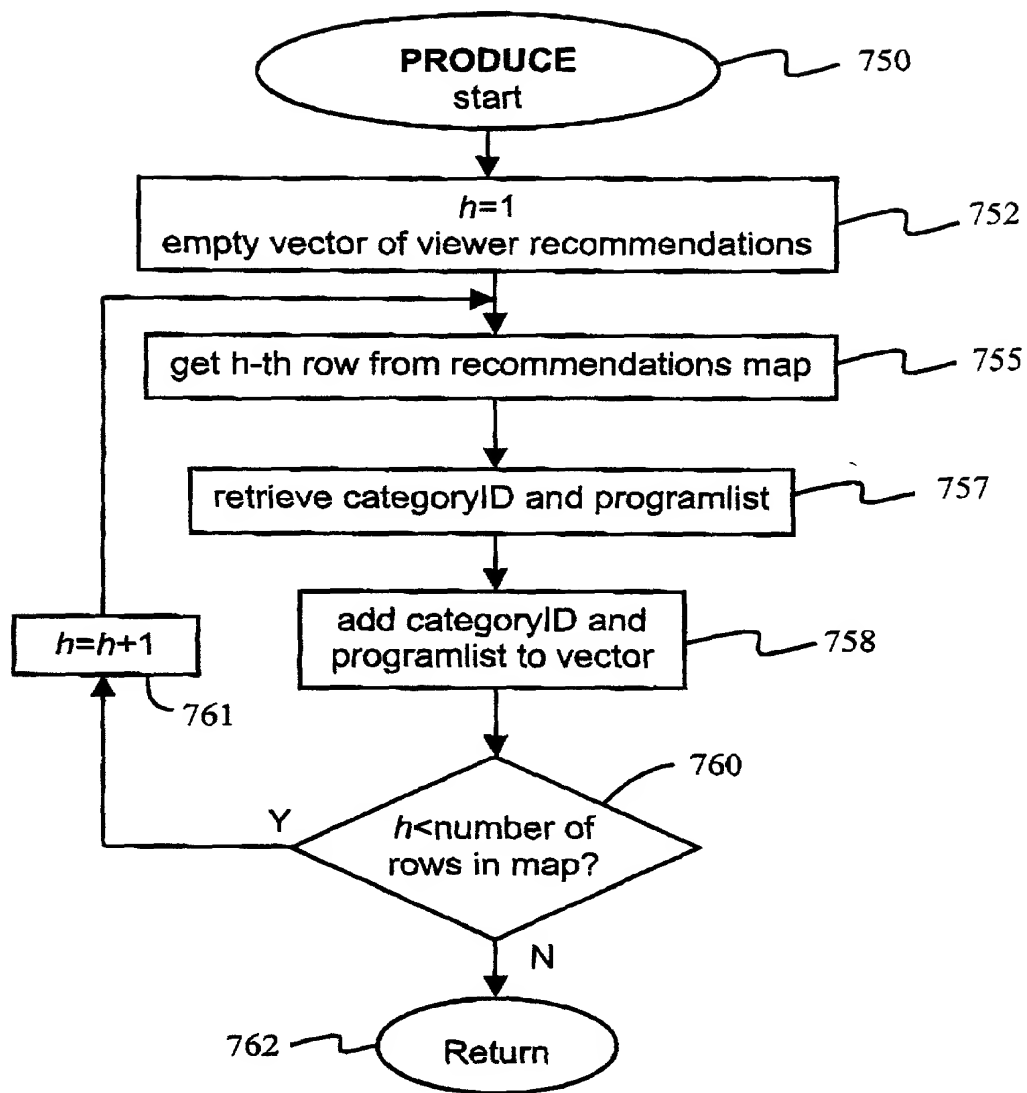 PRODUCE
start
750
h=1
empty vector of viewer recommendations
752
get h-th row from recommendations map
755
retrieve categoryID and programlist
757
add categoryID and
programlist to vector
758
h=h+1
761
760
Y
h<number of
rows in map?
N
762
Return